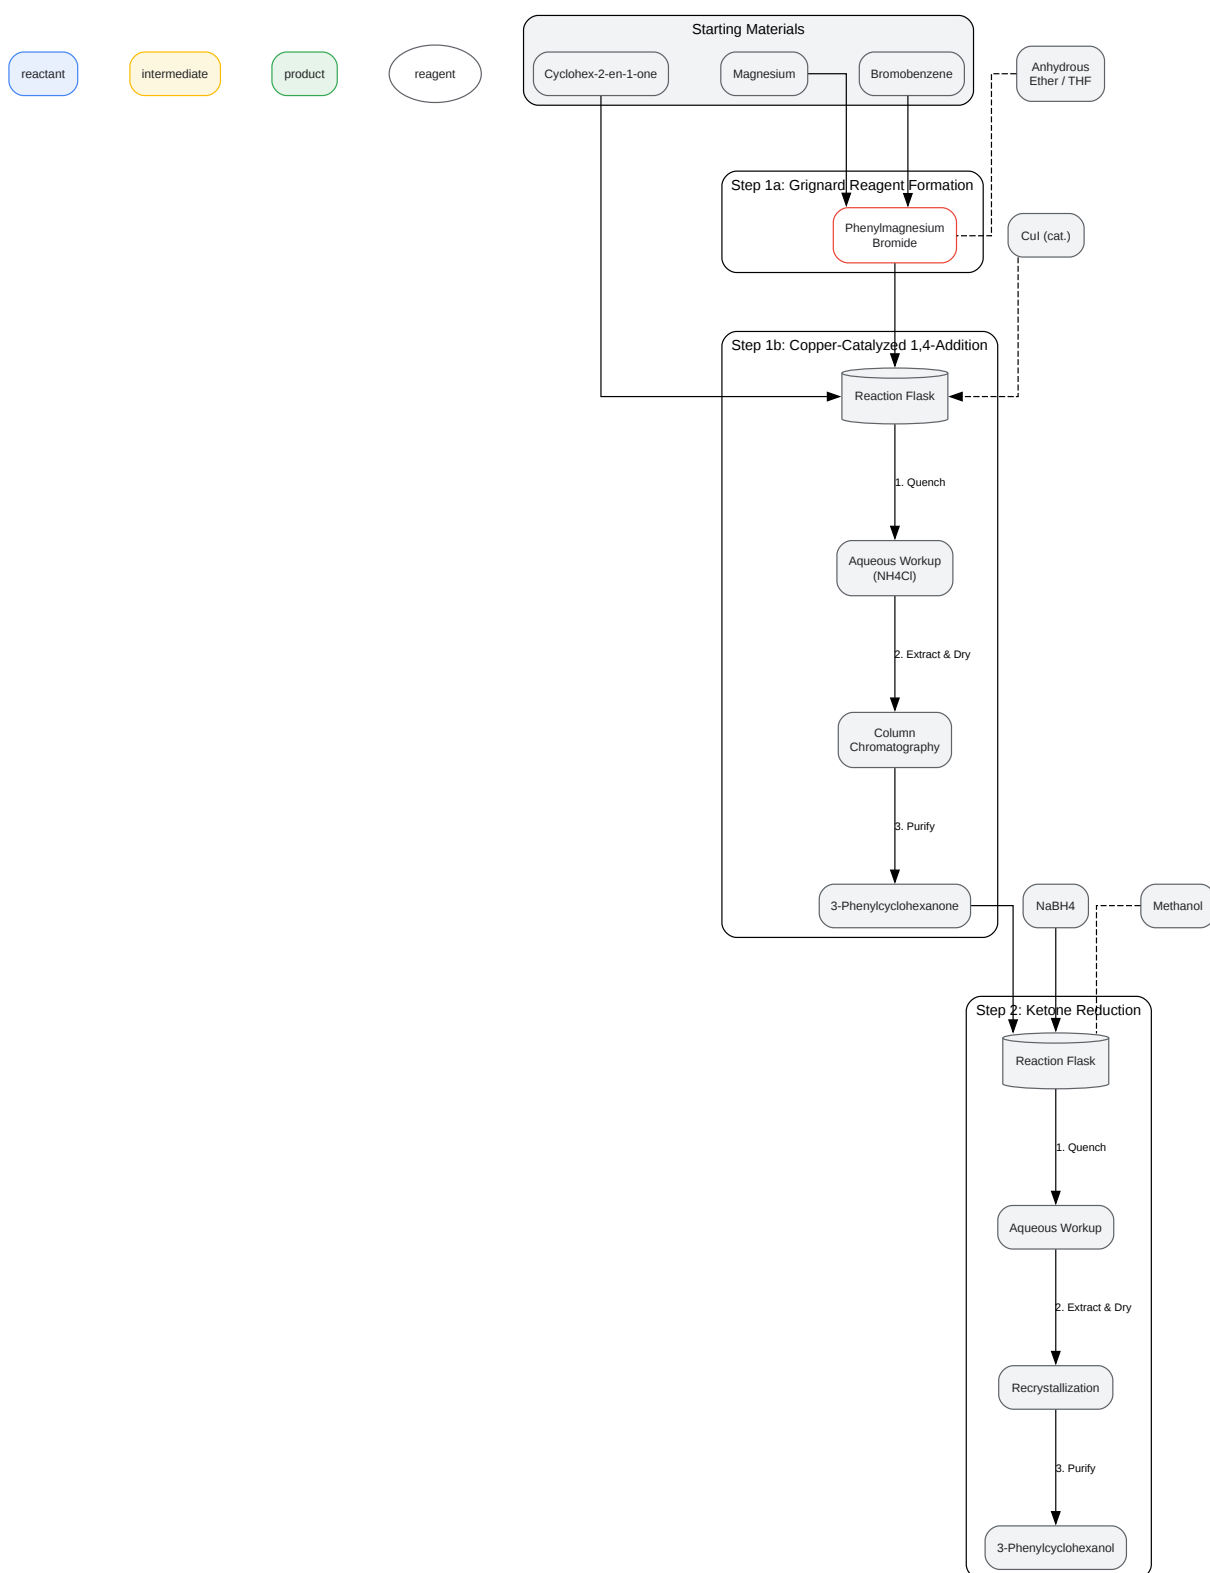 Starting Materials
reactant
intermediate
product
reagent
Cyclohex-2-en-1-one
Magnesium
Bromobenzene
Anhydrous
Ether / THF
Step 1a: Grignard Reagent Formation
Phenylmagnesium
Bromide
CuI (cat.)
Step 1b: Copper-Catalyzed 1,4-Addition
Reaction Flask
1. Quench
Aqueous Workup
(NH4Cl)
2. Extract & Dry
Column
Chromatography
3. Purify
3-Phenylcyclohexanone
NaBH4
Methanol
Step 2: Ketone Reduction
Reaction Flask
1. Quench
Aqueous Workup
2. Extract & Dry
Recrystallization
3. Purify
3-Phenylcyclohexanol